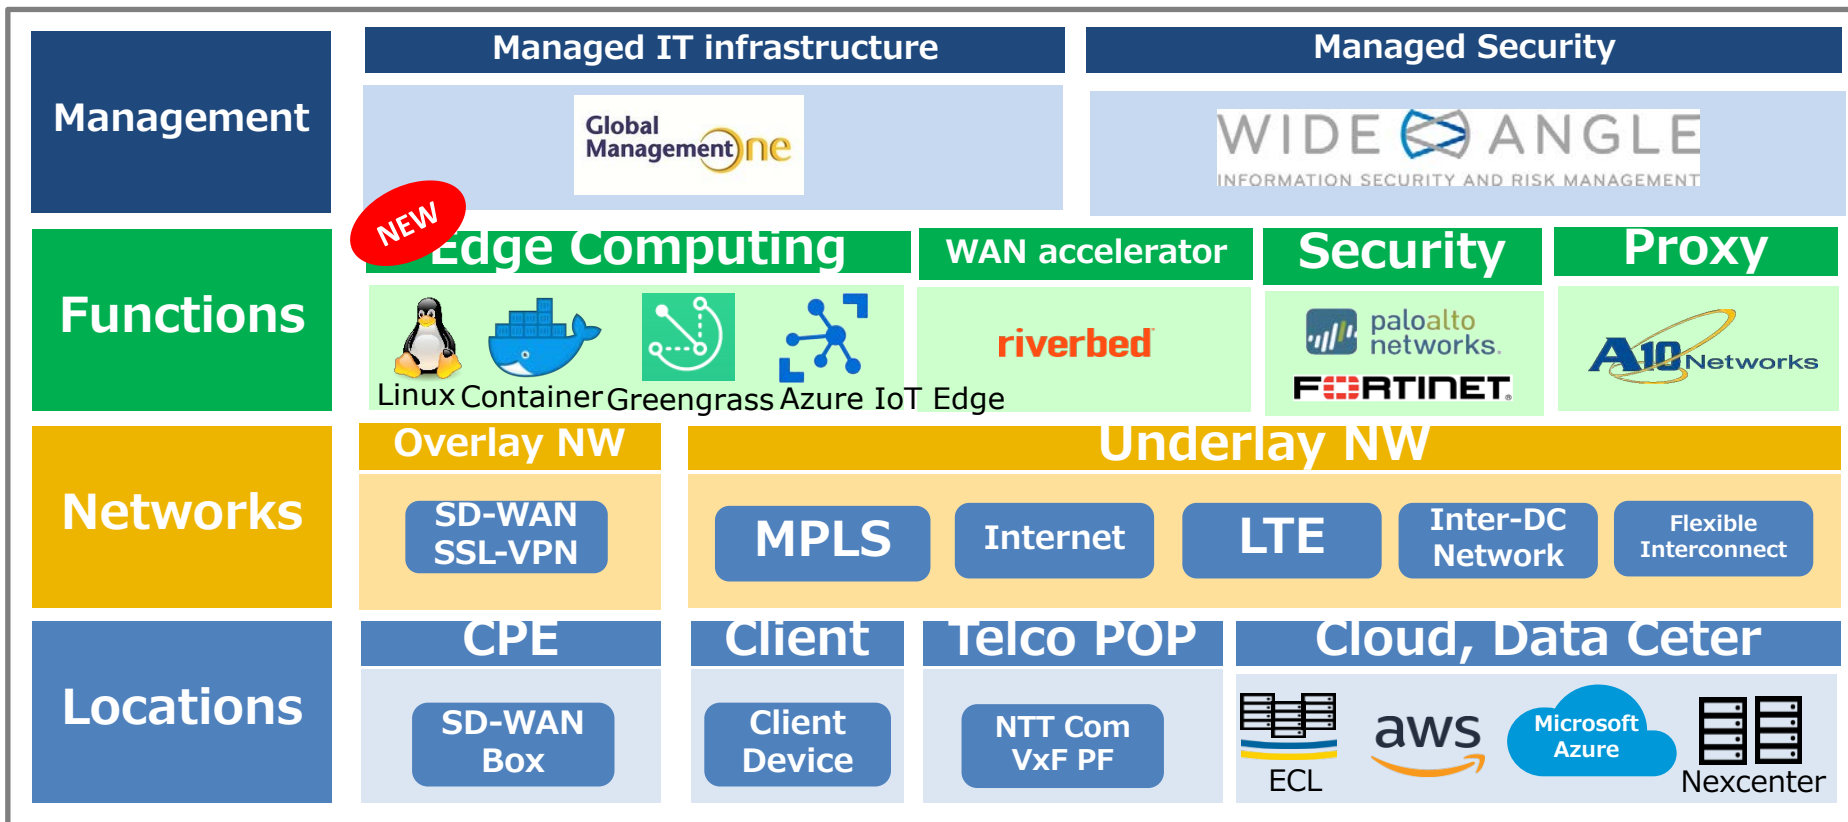 Management
Managed IT infrastructure
Managed Security
Global
Management One
WIDE ANGLE
INFORMATION SECURITY AND RISK MANAGEMENT
NEW
Functions
Edge Computing
WAN accelerator
Security
Proxy
Linux
Container
Greengrass
Azure IoT Edge
riverbed
paloalto
networks.
FORTINET.
A10 Networks
Networks
Overlay NW
Underlay NW
SD-WAN
SSL-VPN
MPLS
Internet
LTE
Inter-DC
Network
Flexible
Interconnect
Locations
CPE
Client
Telco POP
Cloud, Data Ceter
SD-WAN
Box
Client
Device
NTT Com
VxF PF
ECL
aws
Microsoft
Azure
Nexcenter